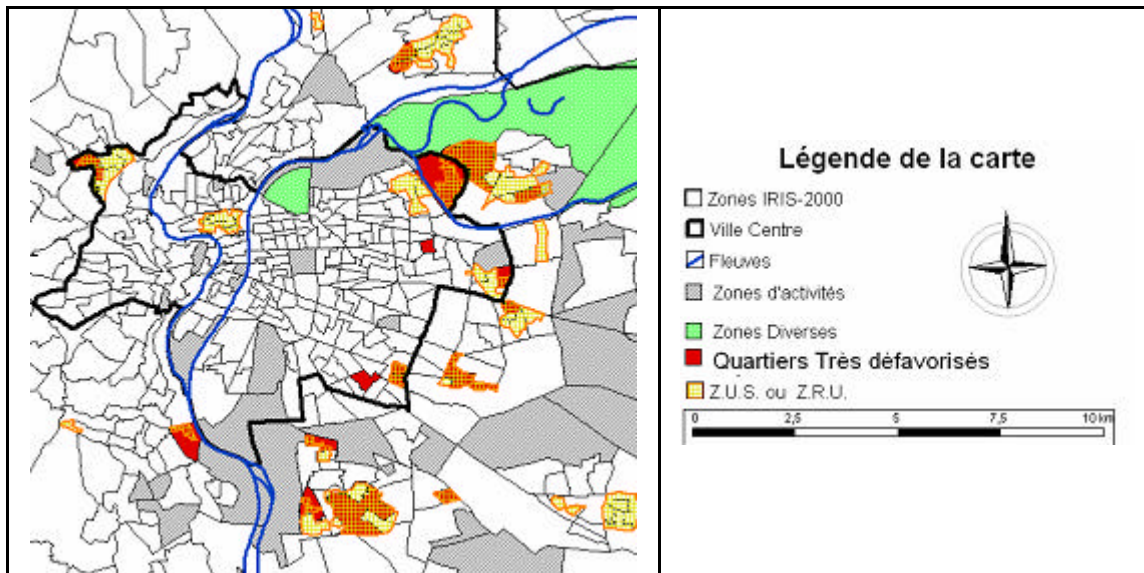 Légende de la carte
Zones IRIS-2000
Ville Centre
Fleuves
Zones d'activités
Zones Diverses
Quartiers Très défavorisés
Z.U.S. ou Z.R.U.
0 2,5 5 7,5 10 km